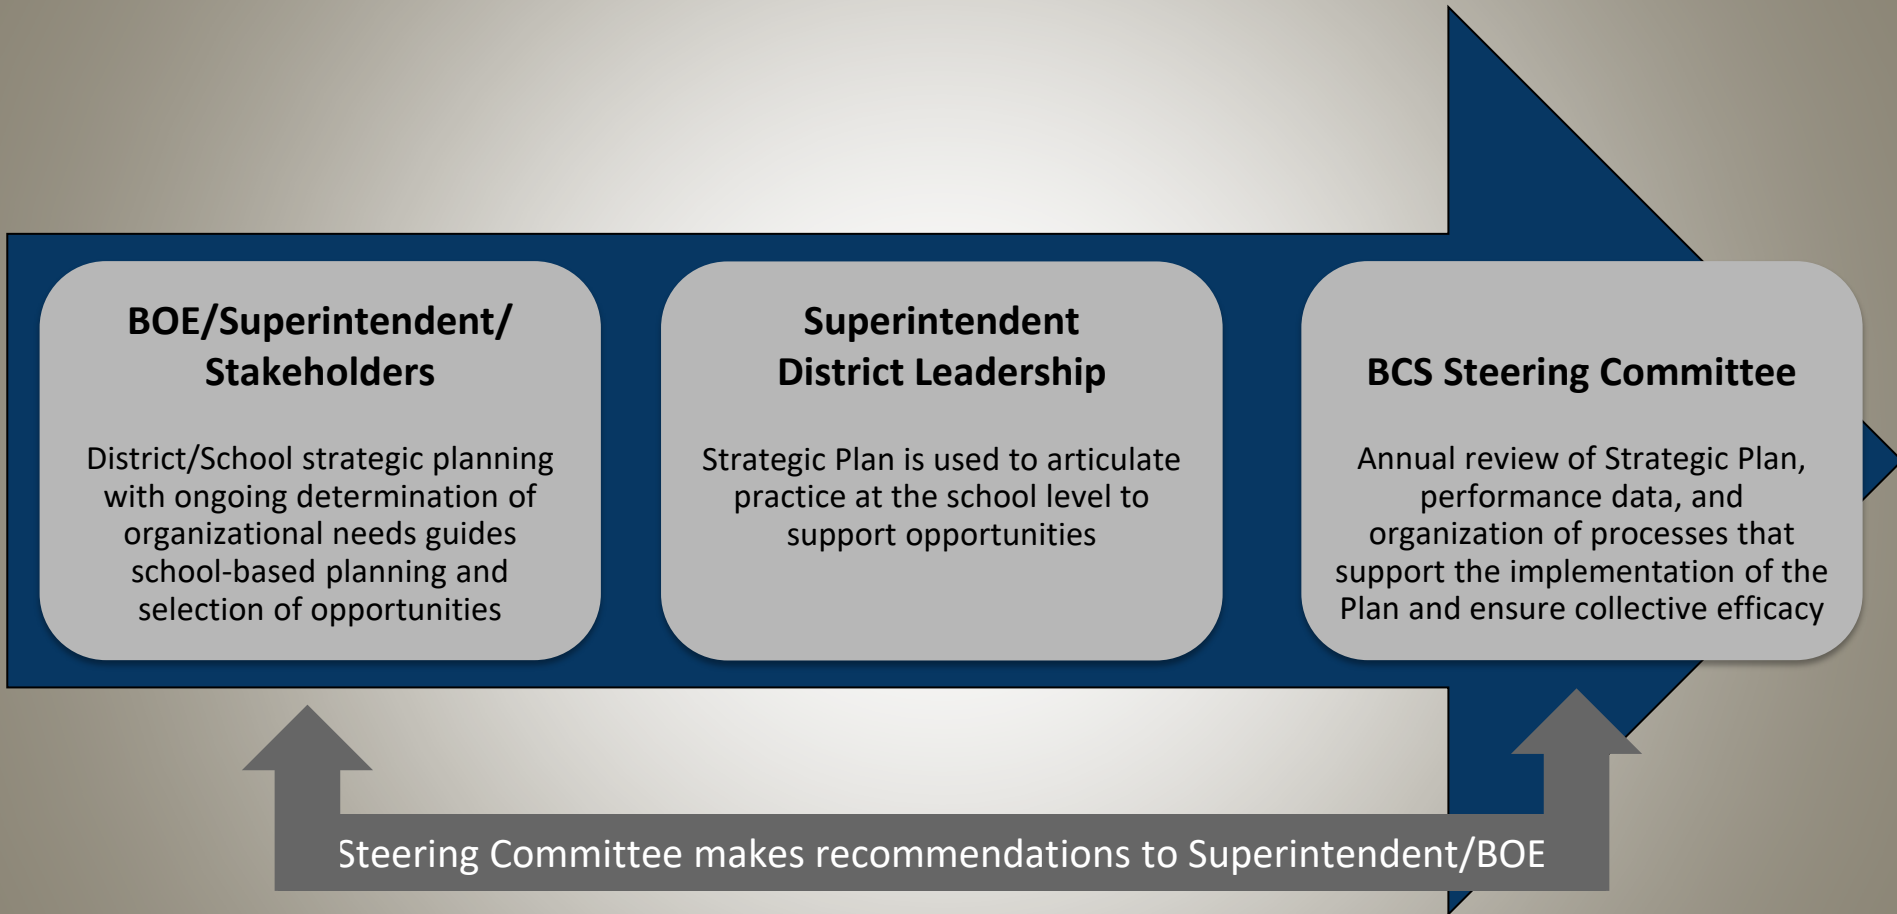 BOE/Superintendent/
Stakeholders
District/School strategic planning
with ongoing determination of
organizational needs guides
school-based planning and
selection of opportunities
Superintendent
District Leadership
Strategic Plan is used to articulate
practice at the school level to
support opportunities
BCS Steering Committee
Annual review of Strategic Plan,
performance data, and
organization of processes that
support the implementation of the
Plan and ensure collective efficacy
Steering Committee makes recommendations to Superintendent/BOE